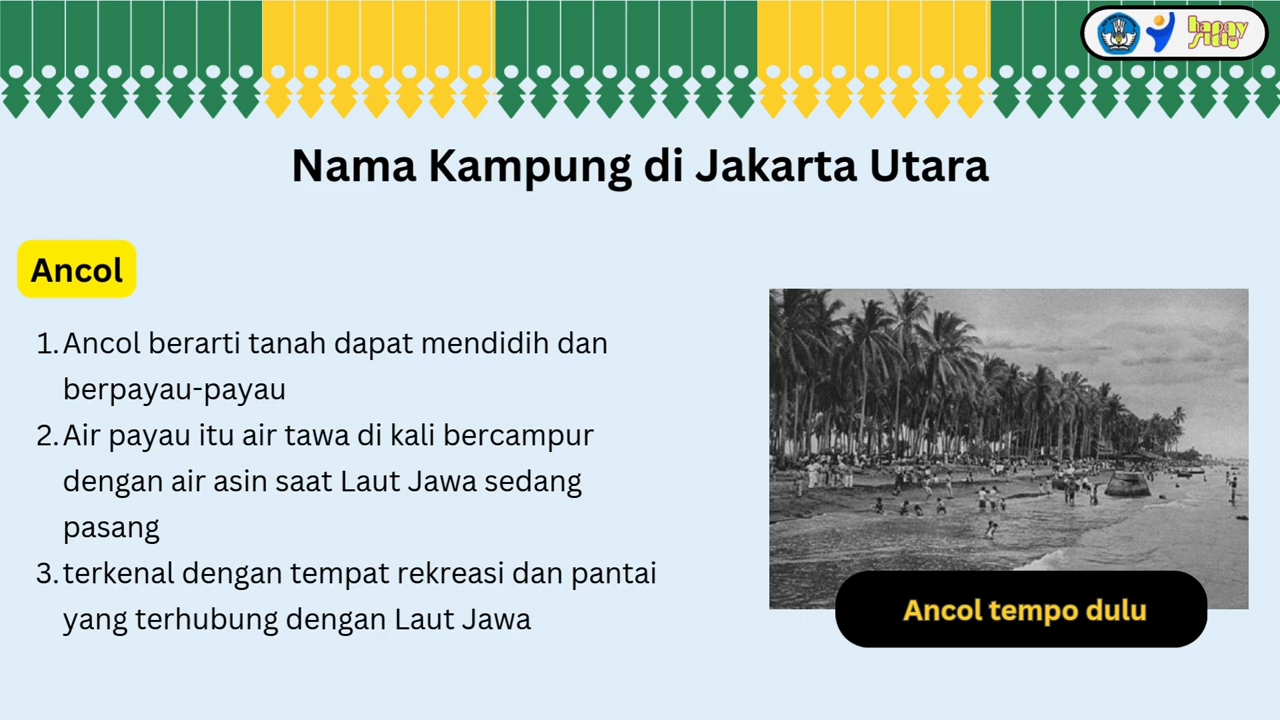 happy
Nama Kampung di Jakarta Utara
Ancol
1. Ancol berarti tanah dapat mendidih dan
berpayau-payau
2. Air payau itu air tawa di kali bercampur
dengan air asin saat Laut Jawa sedang
pasang
3. terkenal dengan tempat rekreasi dan pantai
yang terhubung dengan Laut Jawa
Ancol tempo dulu